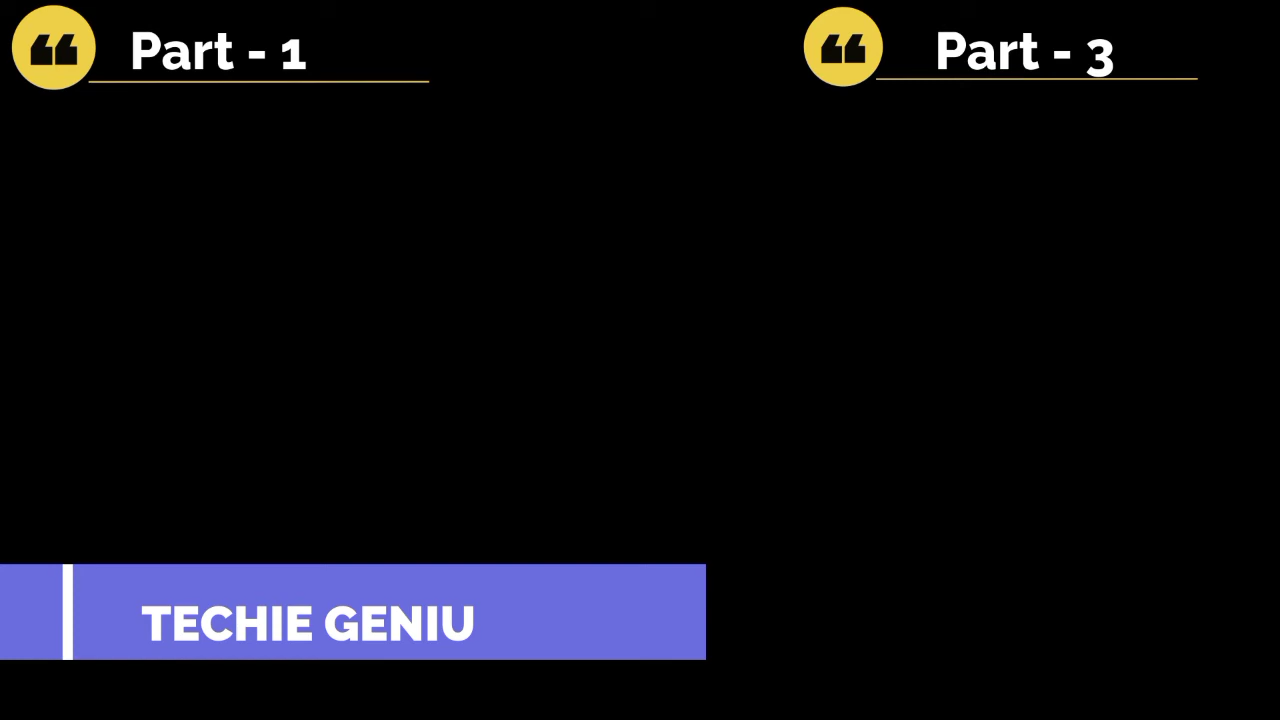 ❝ Part - 1
❝ Part - 3
TECHIE GENIU